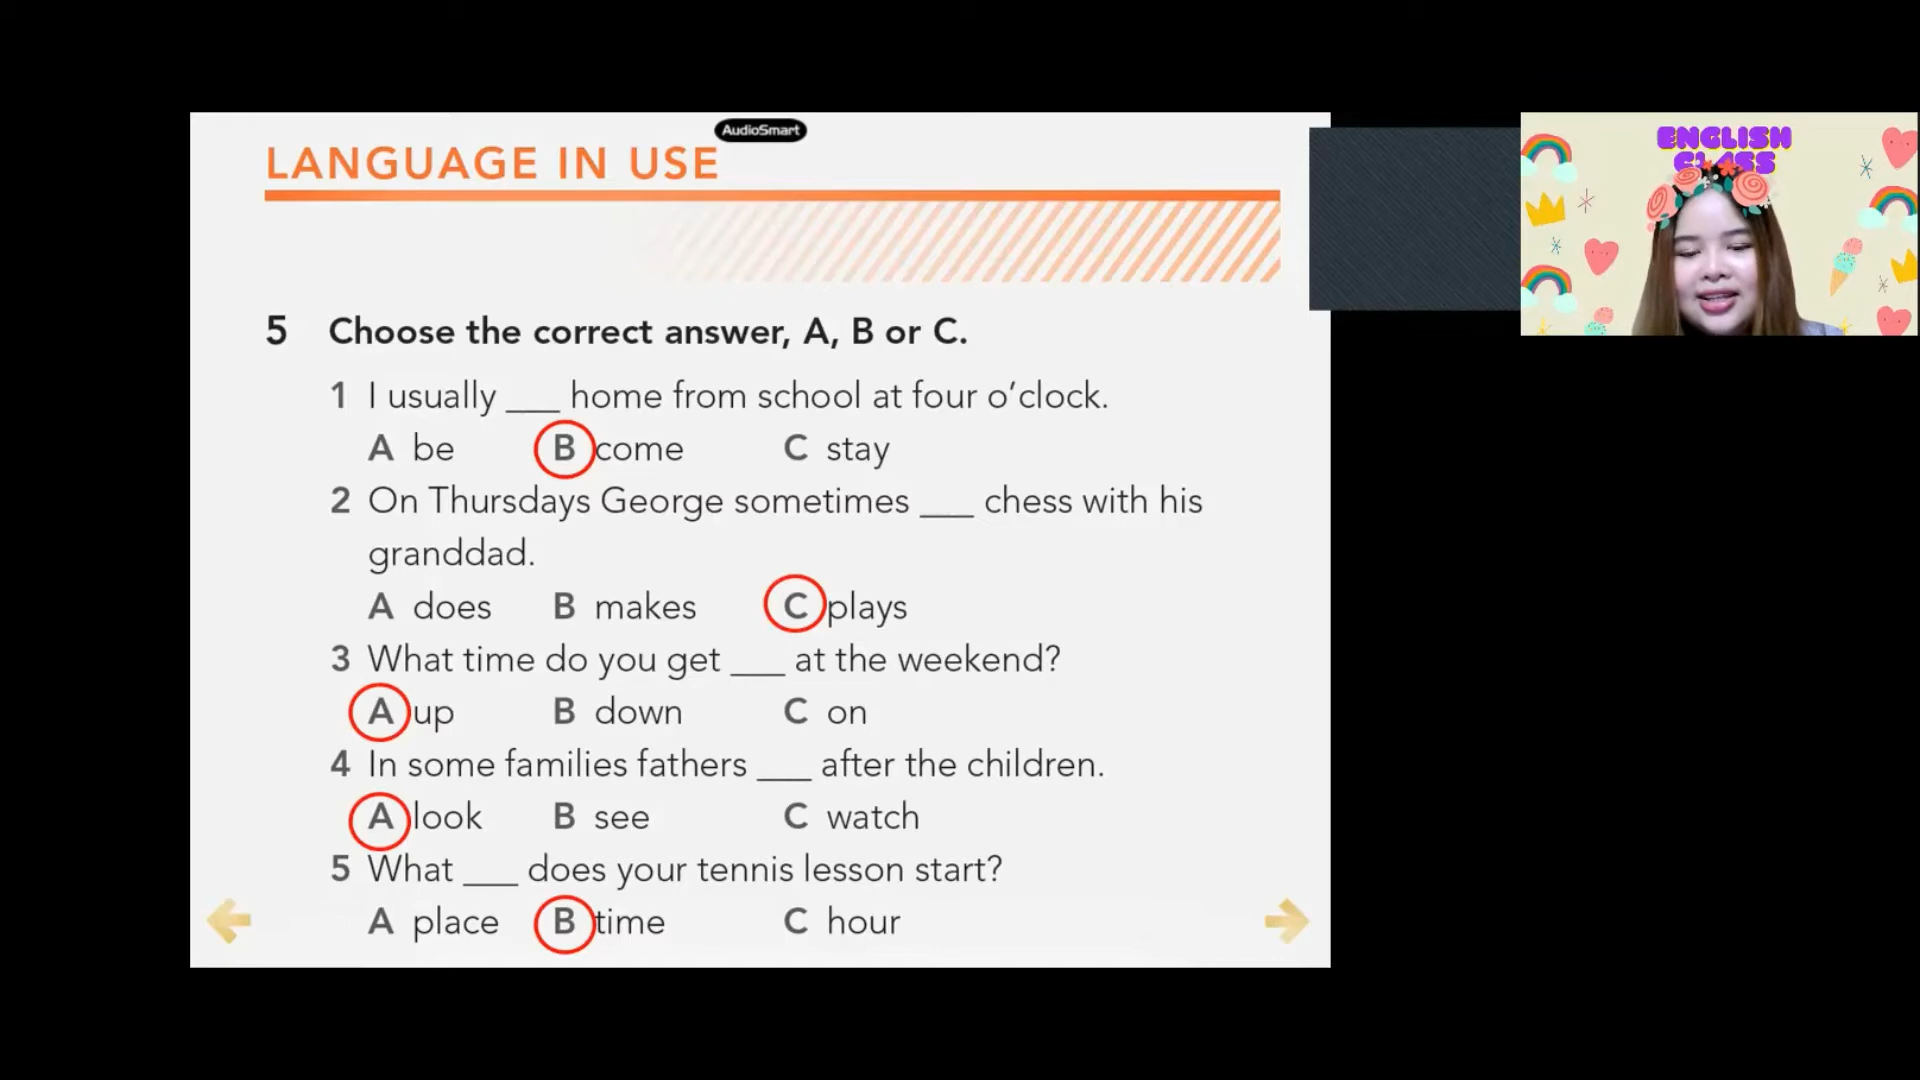 AudioSmart
LANGUAGE IN USE
ENGLISH
CLASS
5 Choose the correct answer, A, B or C.
1 I usually ___ home from school at four o’clock.
A be B come C stay
2 On Thursdays George sometimes ___ chess with his
granddad.
A does B makes C plays
3 What time do you get ___ at the weekend?
A up B down C on
4 In some families fathers ___ after the children.
A look B see C watch
5 What ___ does your tennis lesson start?
A place B time C hour